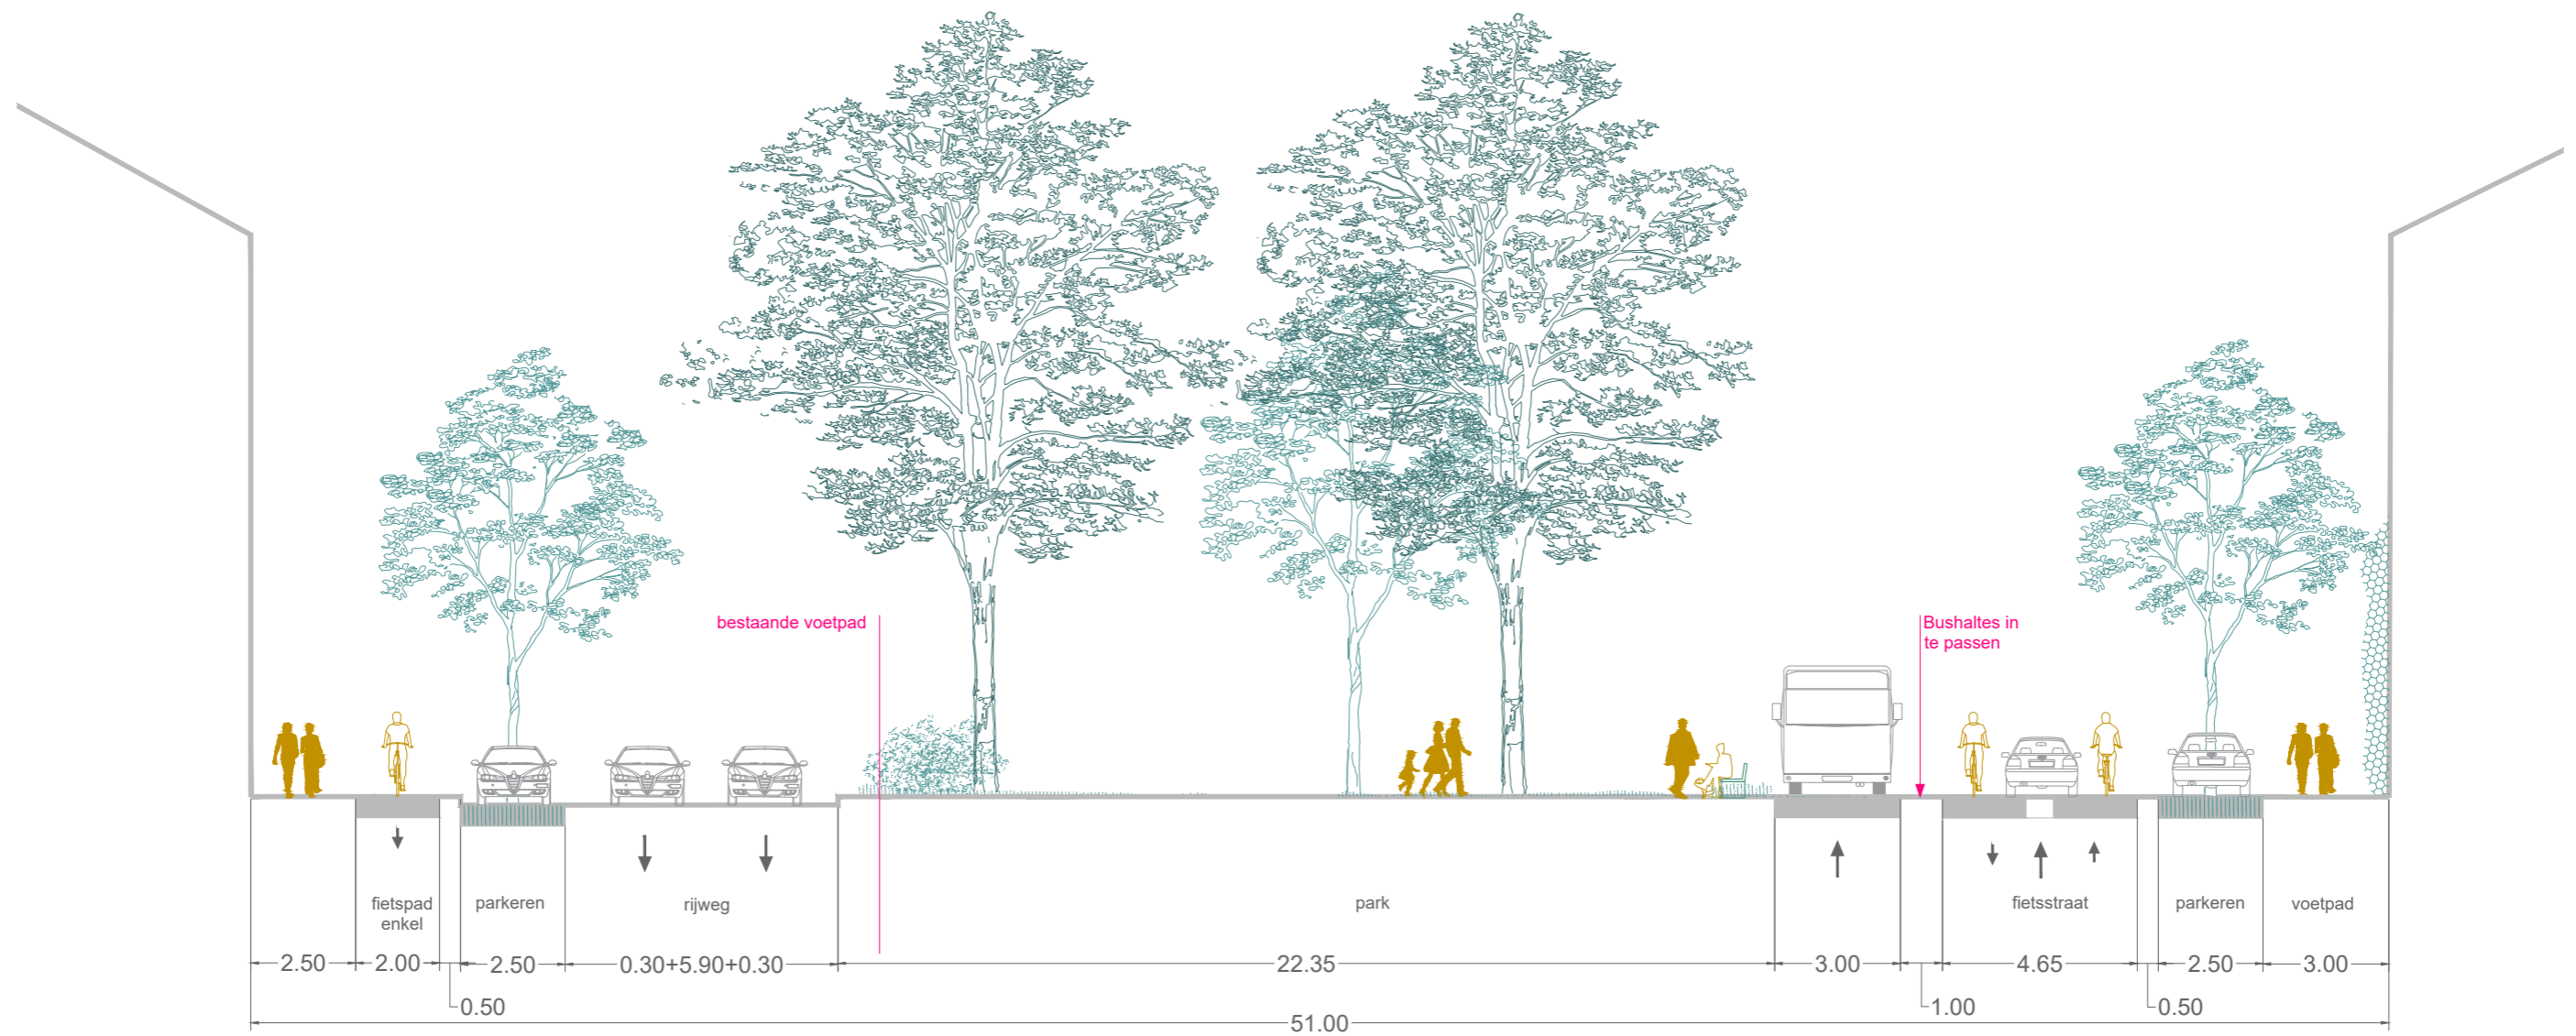 bestaande voetpad
Bushaltes in
te passen
fietspad
enkel
parkeren
rijweg
park
fietsstraat
parkeren
voetpad
2.50
2.00
2.50
0.30+5.90+0.30
22.35
3.00
4.65
2.50
3.00
0.50
1.00
0.50
51.00